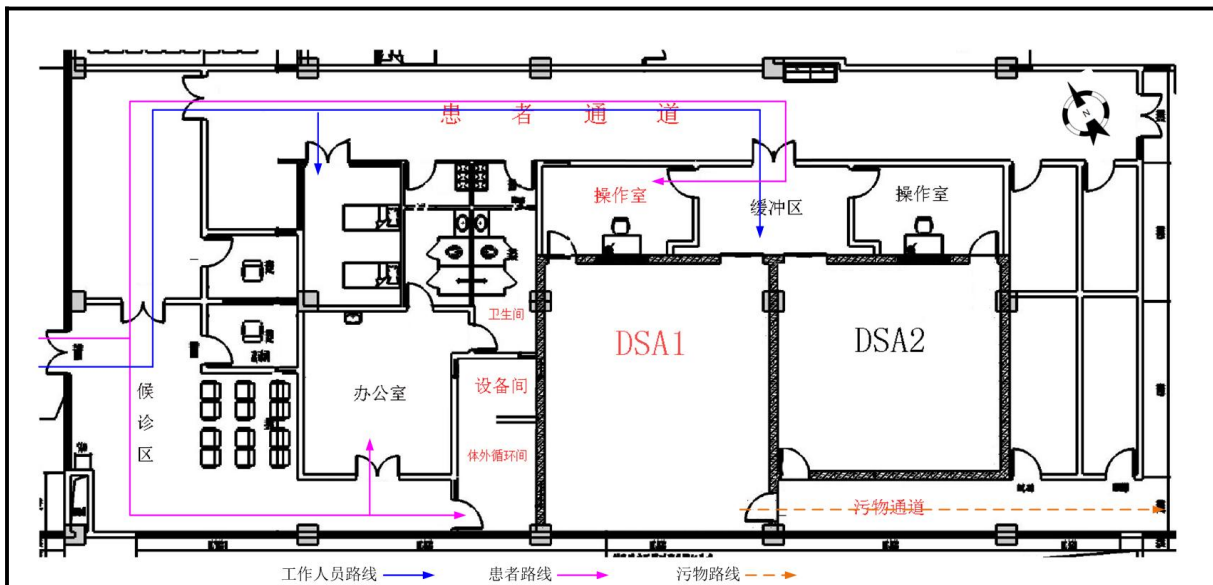 患者通道
操作室
缓冲区
操作室
卫生间
DSA1
DSA2
设备间
办公室
候诊区
体外循环间
污物通道
工作人员路线
患者路线
污物路线